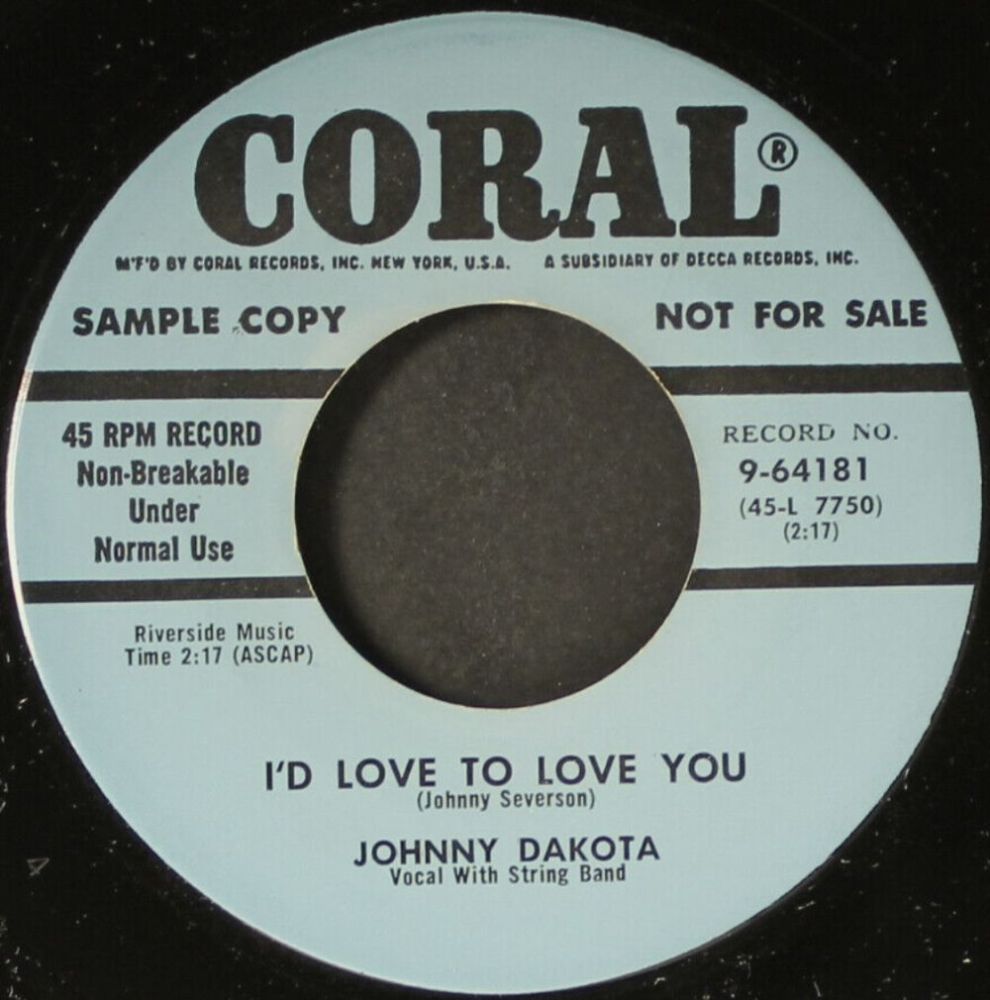 CORAL®
M'F'D BY CORAL RECORDS, INC. NEW YORK, U.S.A. A SUBSIDIARY OF DECCA RECORDS, INC.
SAMPLE COPY
NOT FOR SALE
45 RPM RECORD
Non-Breakable
Under
Normal Use
RECORD NO.
9-64181
(45-L 7750)
(2:17)
Riverside Music
Time 2:17 (ASCAP)
I'D LOVE TO LOVE YOU
(Johnny Severson)
JOHNNY DAKOTA
Vocal With String Band